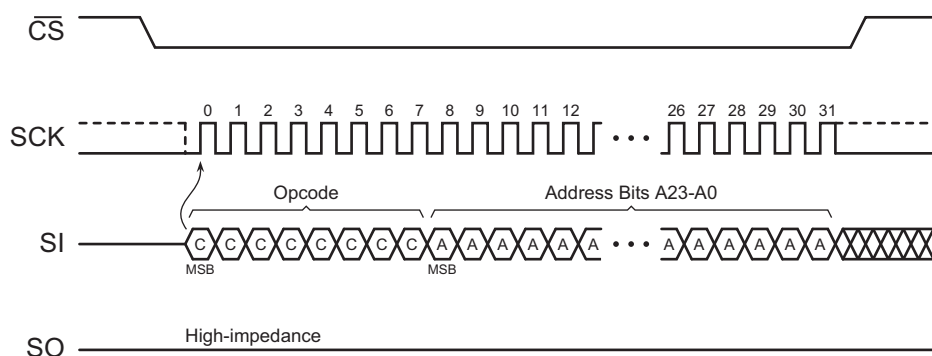 CS
SCK
0 1 2 3 4 5 6 7 8 9 10 11 12 ••• 26 27 28 29 30 31
Opcode Address Bits A23-A0
SI
C C C C C C C C A A A A A A ••• A A A A A A
MSB MSB
High-impedance
SO